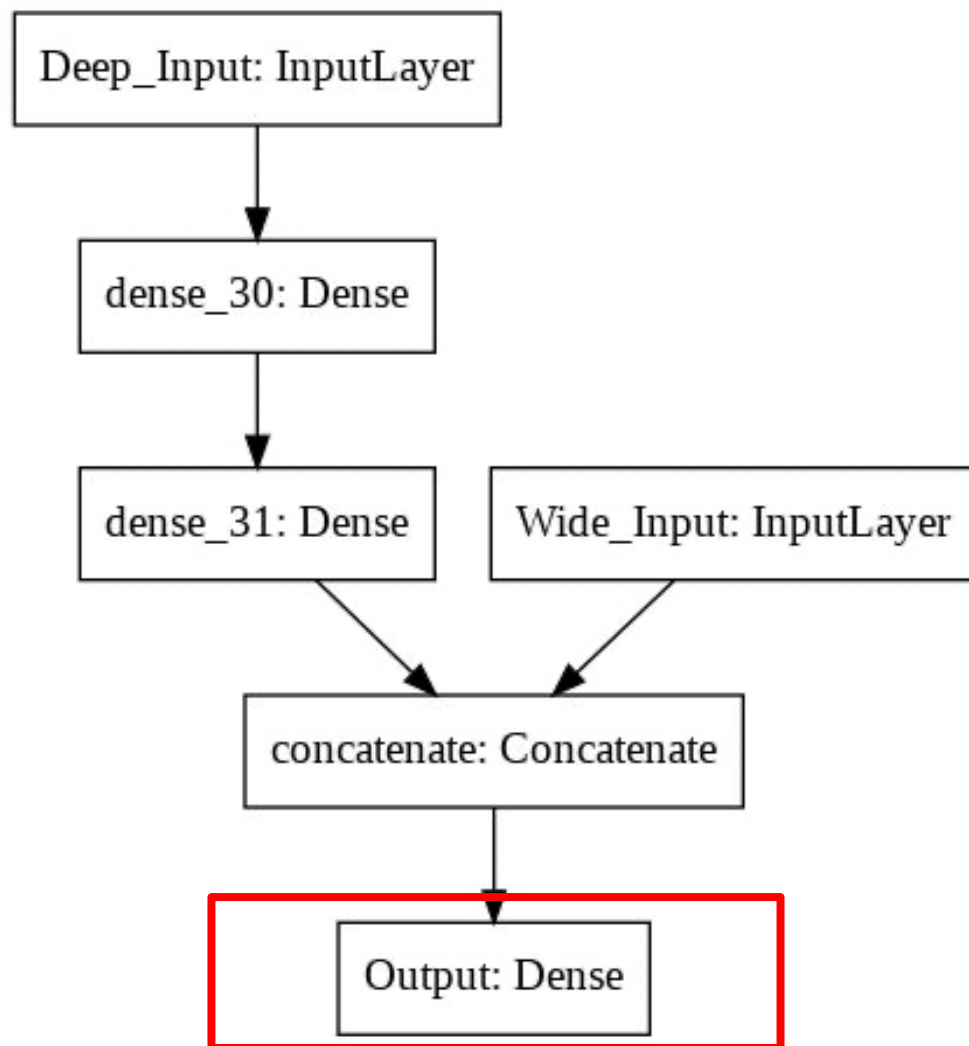 Deep_Input: InputLayer
dense_30: Dense
dense_31: Dense
Wide_Input: InputLayer
concatenate: Concatenate
Output: Dense